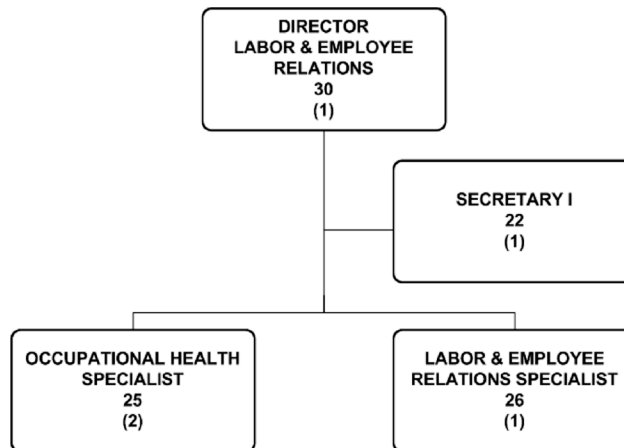 DIRECTOR
LABOR & EMPLOYEE
RELATIONS
30
(1)
SECRETARY I
22
(1)
OCCUPATIONAL HEALTH
SPECIALIST
25
(2)
LABOR & EMPLOYEE
RELATIONS SPECIALIST
26
(1)